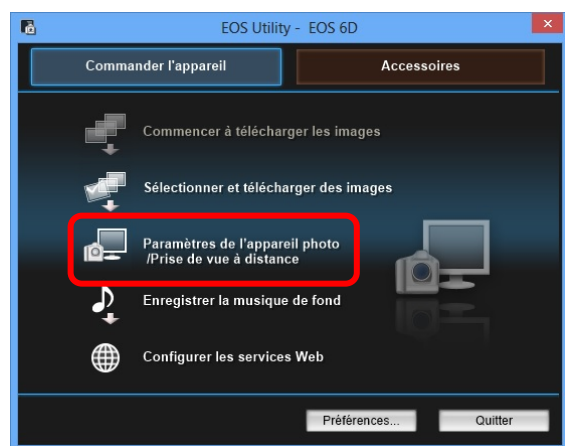 EOS Utility - EOS 6D
Commander l'appareil
Accessoires
Commencer à télécharger les images
Sélectionner et télécharger des images
Paramètres de l'appareil photo
/Prise de vue à distance
Enregistrer la musique de fond
Configurer les services Web
Préférences...
Quitter